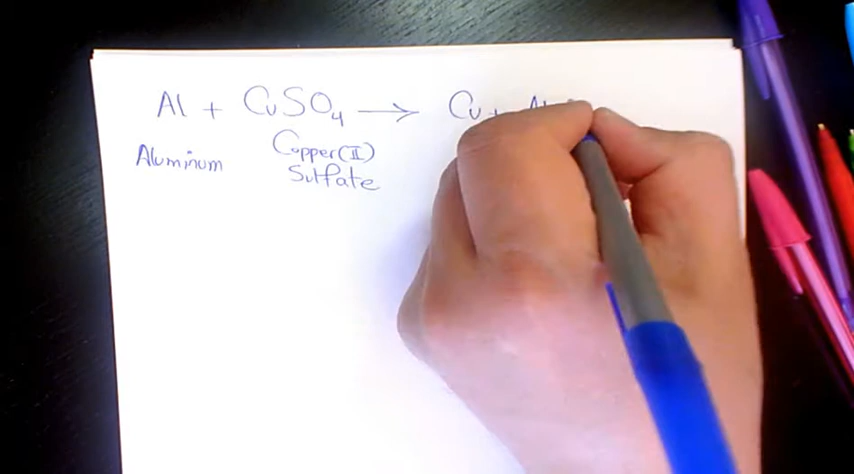 Al + CuSO₄ → Cu + Al
Aluminum
Copper(II)
Sulfate